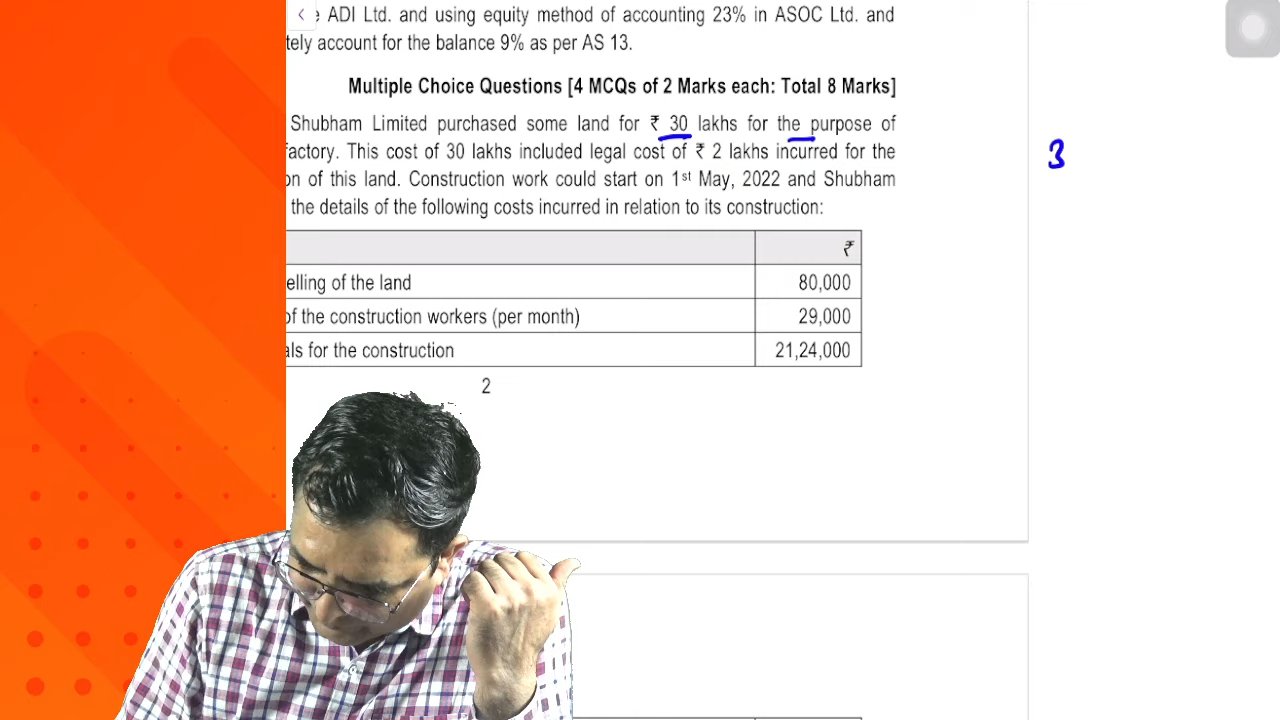 ADI Ltd. and using equity method of accounting 23% in ASOC Ltd. and
tely account for the balance 9% as per AS 13.
Multiple Choice Questions [4 MCQs of 2 Marks each: Total 8 Marks]
Shubham Limited purchased some land for ₹ 30 lakhs for the purpose of
factory. This cost of 30 lakhs included legal cost of ₹ 2 lakhs incurred for the
on of this land. Construction work could start on 1st May, 2022 and Shubham
the details of the following costs incurred in relation to its construction:
₹
elling of the land 80,000
of the construction workers (per month) 29,000
als for the construction 21,24,000
2
3